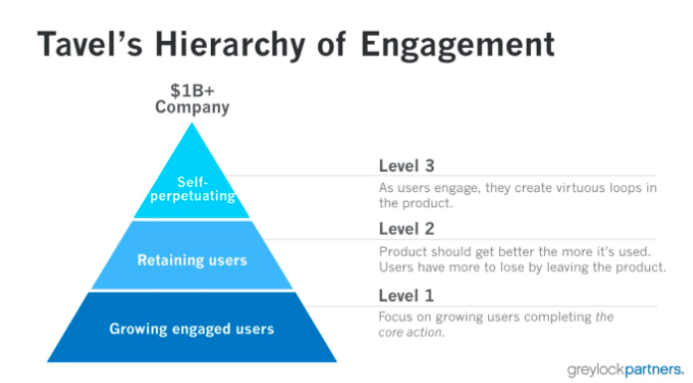 Tavel’s Hierarchy of Engagement
$1B+
Company
Self-
perpetuating
Level 3
As users engage, they create virtuous loops in
the product.
Retaining users
Level 2
Product should get better the more it’s used.
Users have more to lose by leaving the product.
Growing engaged users
Level 1
Focus on growing users completing the
core action.
greylockpartners.